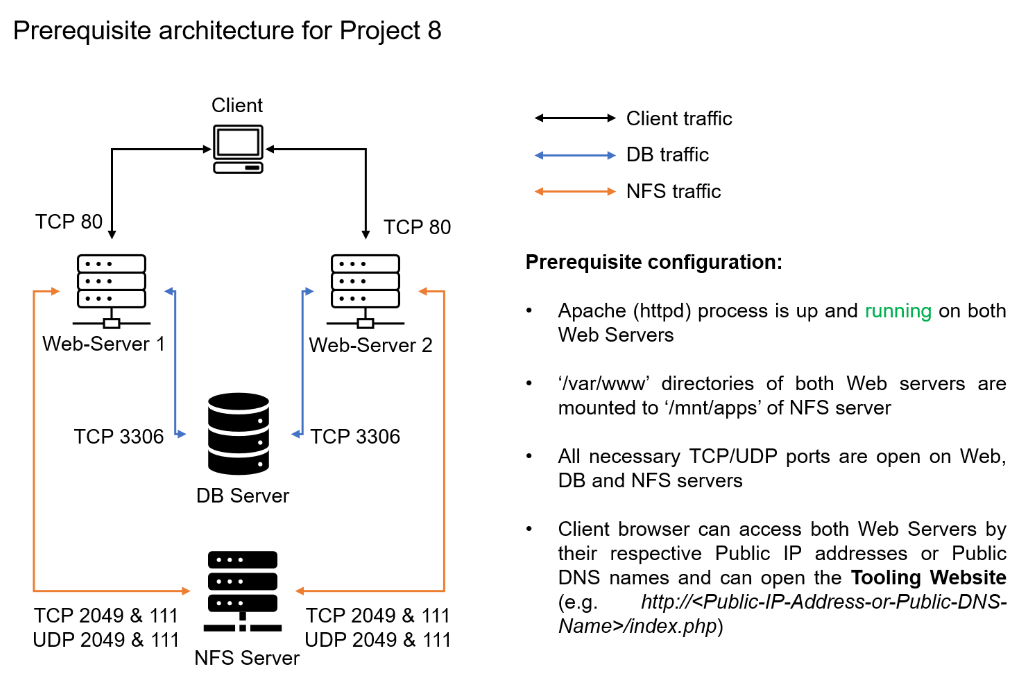 Prerequisite architecture for Project 8
Client
TCP 80
TCP 80
Web-Server 1
Web-Server 2
TCP 3306
TCP 3306
DB Server
TCP 2049 & 111
UDP 2049 & 111
TCP 2049 & 111
UDP 2049 & 111
NFS Server
Client traffic
DB traffic
NFS traffic
Prerequisite configuration:
• Apache (httpd) process is up and running on both
Web Servers
• ‘/var/www’ directories of both Web servers are
mounted to ‘/mnt/apps’ of NFS server
• All necessary TCP/UDP ports are open on Web,
DB and NFS servers
• Client browser can access both Web Servers by
their respective Public IP addresses or Public
DNS names and can open the Tooling Website
(e.g. http://<Public-IP-Address-or-Public-DNS-
Name>/index.php)